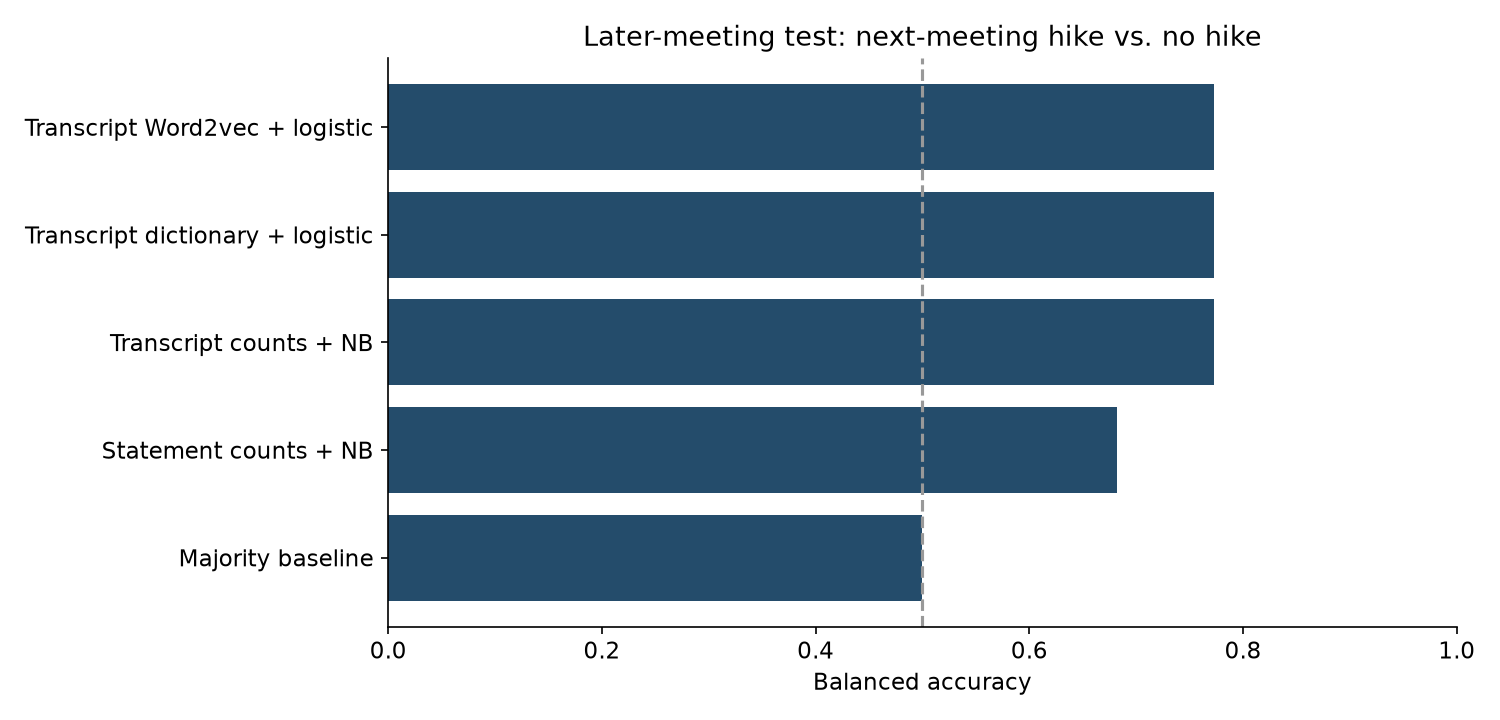 Later-meeting test: next-meeting hike vs. no hike
Transcript Word2vec + logistic
Transcript dictionary + logistic
Transcript counts + NB
Statement counts + NB
Majority baseline
0.0 0.2 0.4 0.6 0.8 1.0
Balanced accuracy